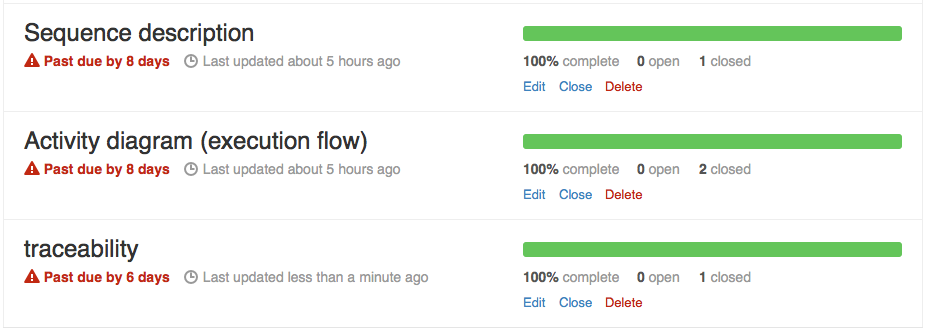 Sequence description
Past due by 8 days Last updated about 5 hours ago
100% complete 0 open 1 closed
Edit Close Delete
Activity diagram (execution flow)
Past due by 8 days Last updated about 5 hours ago
100% complete 0 open 2 closed
Edit Close Delete
traceability
Past due by 6 days Last updated less than a minute ago
100% complete 0 open 1 closed
Edit Close Delete